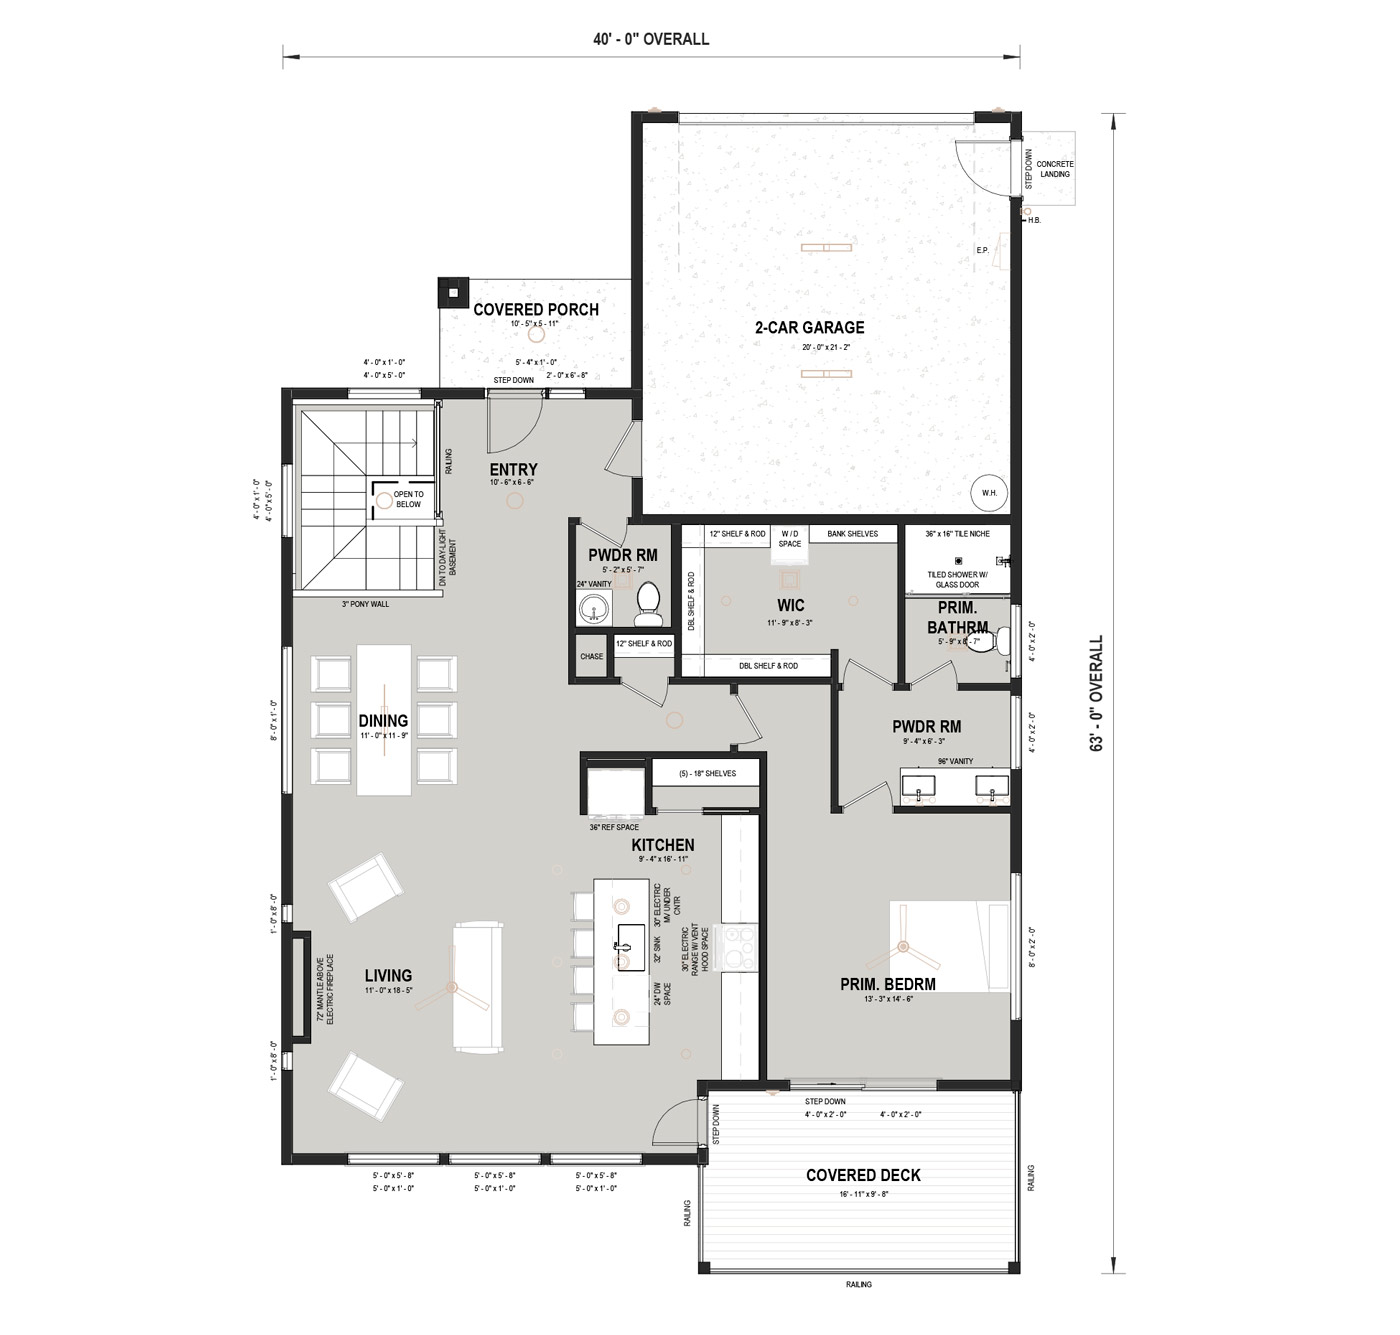 40' - 0" OVERALL
STEP DOWN
CONCRETE
LANDING
H.B.
E.P.
COVERED PORCH
10' - 5" x 5 - 11"
2-CAR GARAGE
20' - 0" x 21 - 2"
4' - 0" x 1' - 0"
4' - 0" x 5' - 0"
5' - 4" x 1' - 0"
2' - 0" x 6' - 8"
STEP DOWN
RAILING
ENTRY
10' - 6" x 6 - 6"
4' - 0" x 1' - 0"
4' - 0" x 5' - 0"
OPEN TO
BELOW
W.H.
DN TO DAY-LIGHT
BASEMENT
3" PONY WALL
PWDR RM
5' - 2" x 5' - 7"
24" VANITY
12" SHELF & ROD
W / D
SPACE
BANK SHELVES
DBL SHELF & ROD
WIC
11' - 9" x 8' - 3"
DBL SHELF & ROD
36" x 16" TILE NICHE
TILED SHOWER W/
GLASS DOOR
PRIM.
BATHRM
5' - 9" x 8' - 7"
4' - 0" x 2' - 0"
CHASE
12" SHELF & ROD
63' - 0" OVERALL
8' - 0" x 1' - 0"
DINING
11' - 0" x 11 - 9"
PWDR RM
9' - 4" x 6' - 3"
96" VANITY
4' - 0" x 2' - 0"
(5) - 18" SHELVES
36" REF SPACE
KITCHEN
9' - 4" x 16' - 11"
30" ELECTRIC
MV UNDER
CNTR
32" SINK
24" DW
SPACE
30" ELECTRIC
RANGE W/ VENT
HOOD SPACE
1' - 0" x 8' - 0"
72" MANTLE ABOVE
ELECTRIC FIREPLACE
LIVING
11' - 0" x 18 - 5"
1' - 0" x 8' - 0"
PRIM. BEDRM
13' - 3" x 14' - 6"
8' - 0" x 2' - 0"
STEP DOWN
STEP DOWN
4' - 0" x 2' - 0"
4' - 0" x 2' - 0"
COVERED DECK
16' - 11" x 9' - 8"
5' - 0" x 5' - 8"
5' - 0" x 1' - 0"
5' - 0" x 5' - 8"
5' - 0" x 1' - 0"
5' - 0" x 5' - 8"
5' - 0" x 1' - 0"
RAILING
RAILING
RAILING